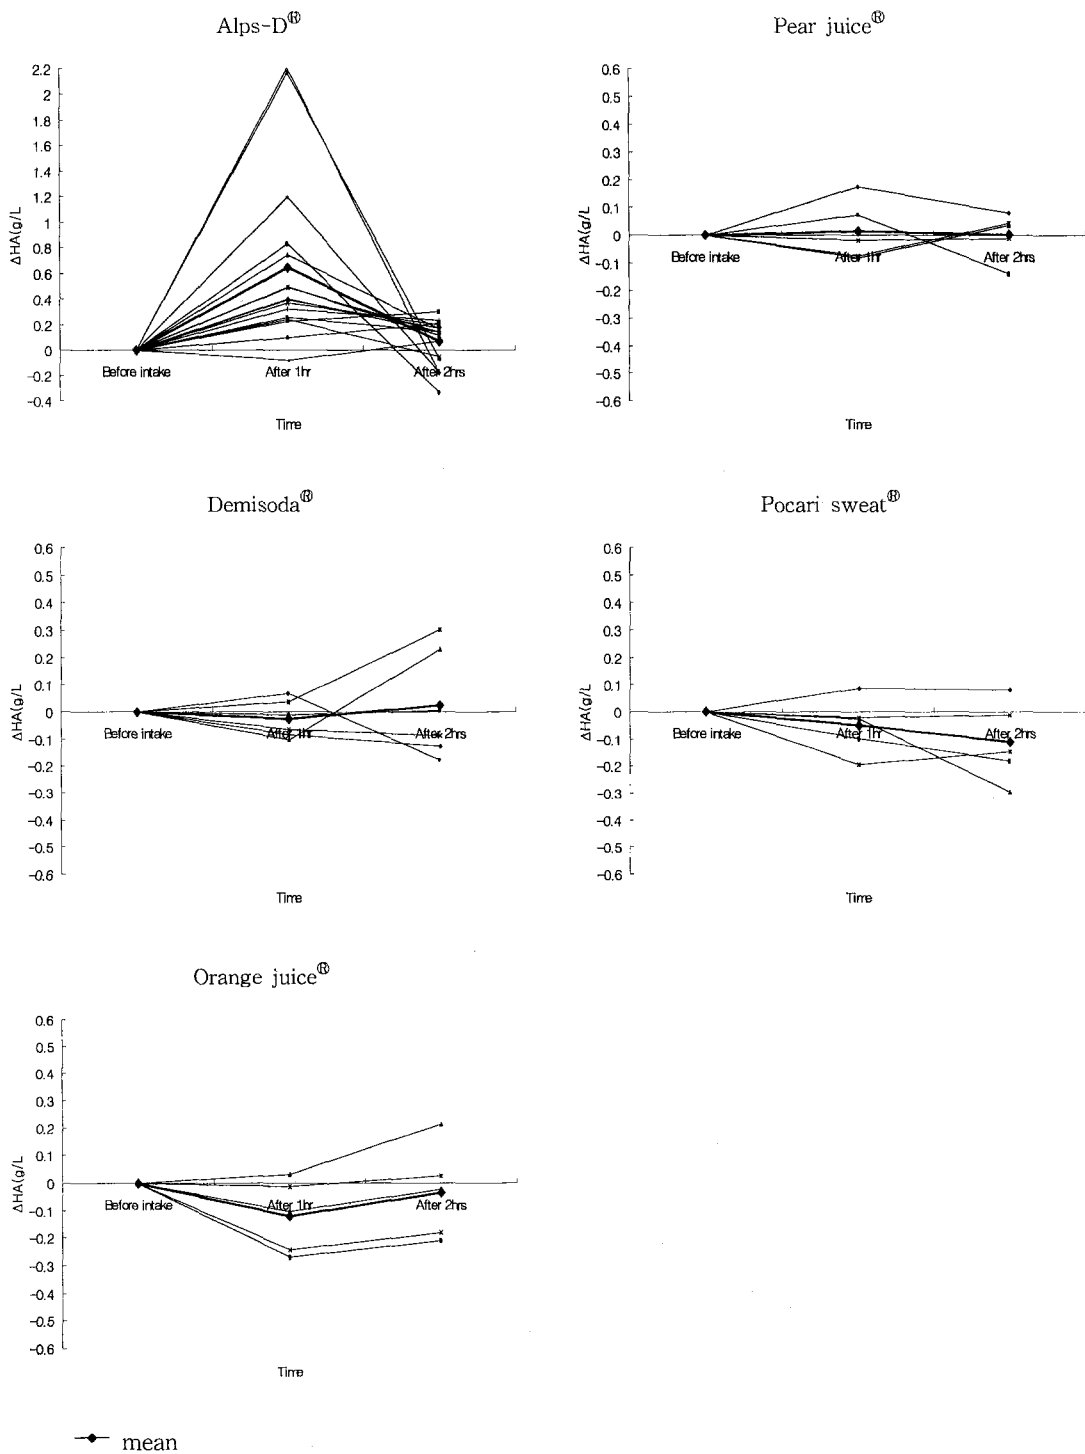 Alps-D®
2.2
2
1.8
1.6
1.4
1.2
1
0.8
0.6
0.4
0.2
0
-0.2
-0.4
ΔHA(g/L
Before intake
After 1hr
After 2hrs
Time
Pear juice®
0.6
0.5
0.4
0.3
0.2
0.1
0
-0.1
-0.2
-0.3
-0.4
-0.5
-0.6
ΔHA(g/L
Before intake
After 1hr
After 2hrs
Time
Demisoda®
0.6
0.5
0.4
0.3
0.2
0.1
0
-0.1
-0.2
-0.3
-0.4
-0.5
-0.6
ΔHA(g/L
Before intake
After 1hr
After 2hrs
Time
Pocari sweat®
0.6
0.5
0.4
0.3
0.2
0.1
0
-0.1
-0.2
-0.3
-0.4
-0.5
-0.6
ΔHA(g/L
Before intake
After 1hr
After 2hrs
Time
Orange juice®
0.6
0.5
0.4
0.3
0.2
0.1
0
-0.1
-0.2
-0.3
-0.4
-0.5
-0.6
ΔHA(g/L
Before intake
After 1hr
After 2hrs
Time
mean